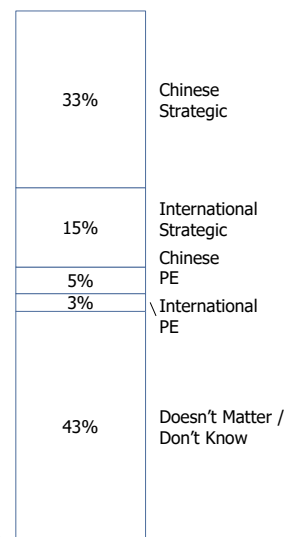 33%
Chinese
Strategic
15%
International
Strategic
5%
Chinese
PE
3%
International
PE
43%
Doesn’t Matter /
Don’t Know